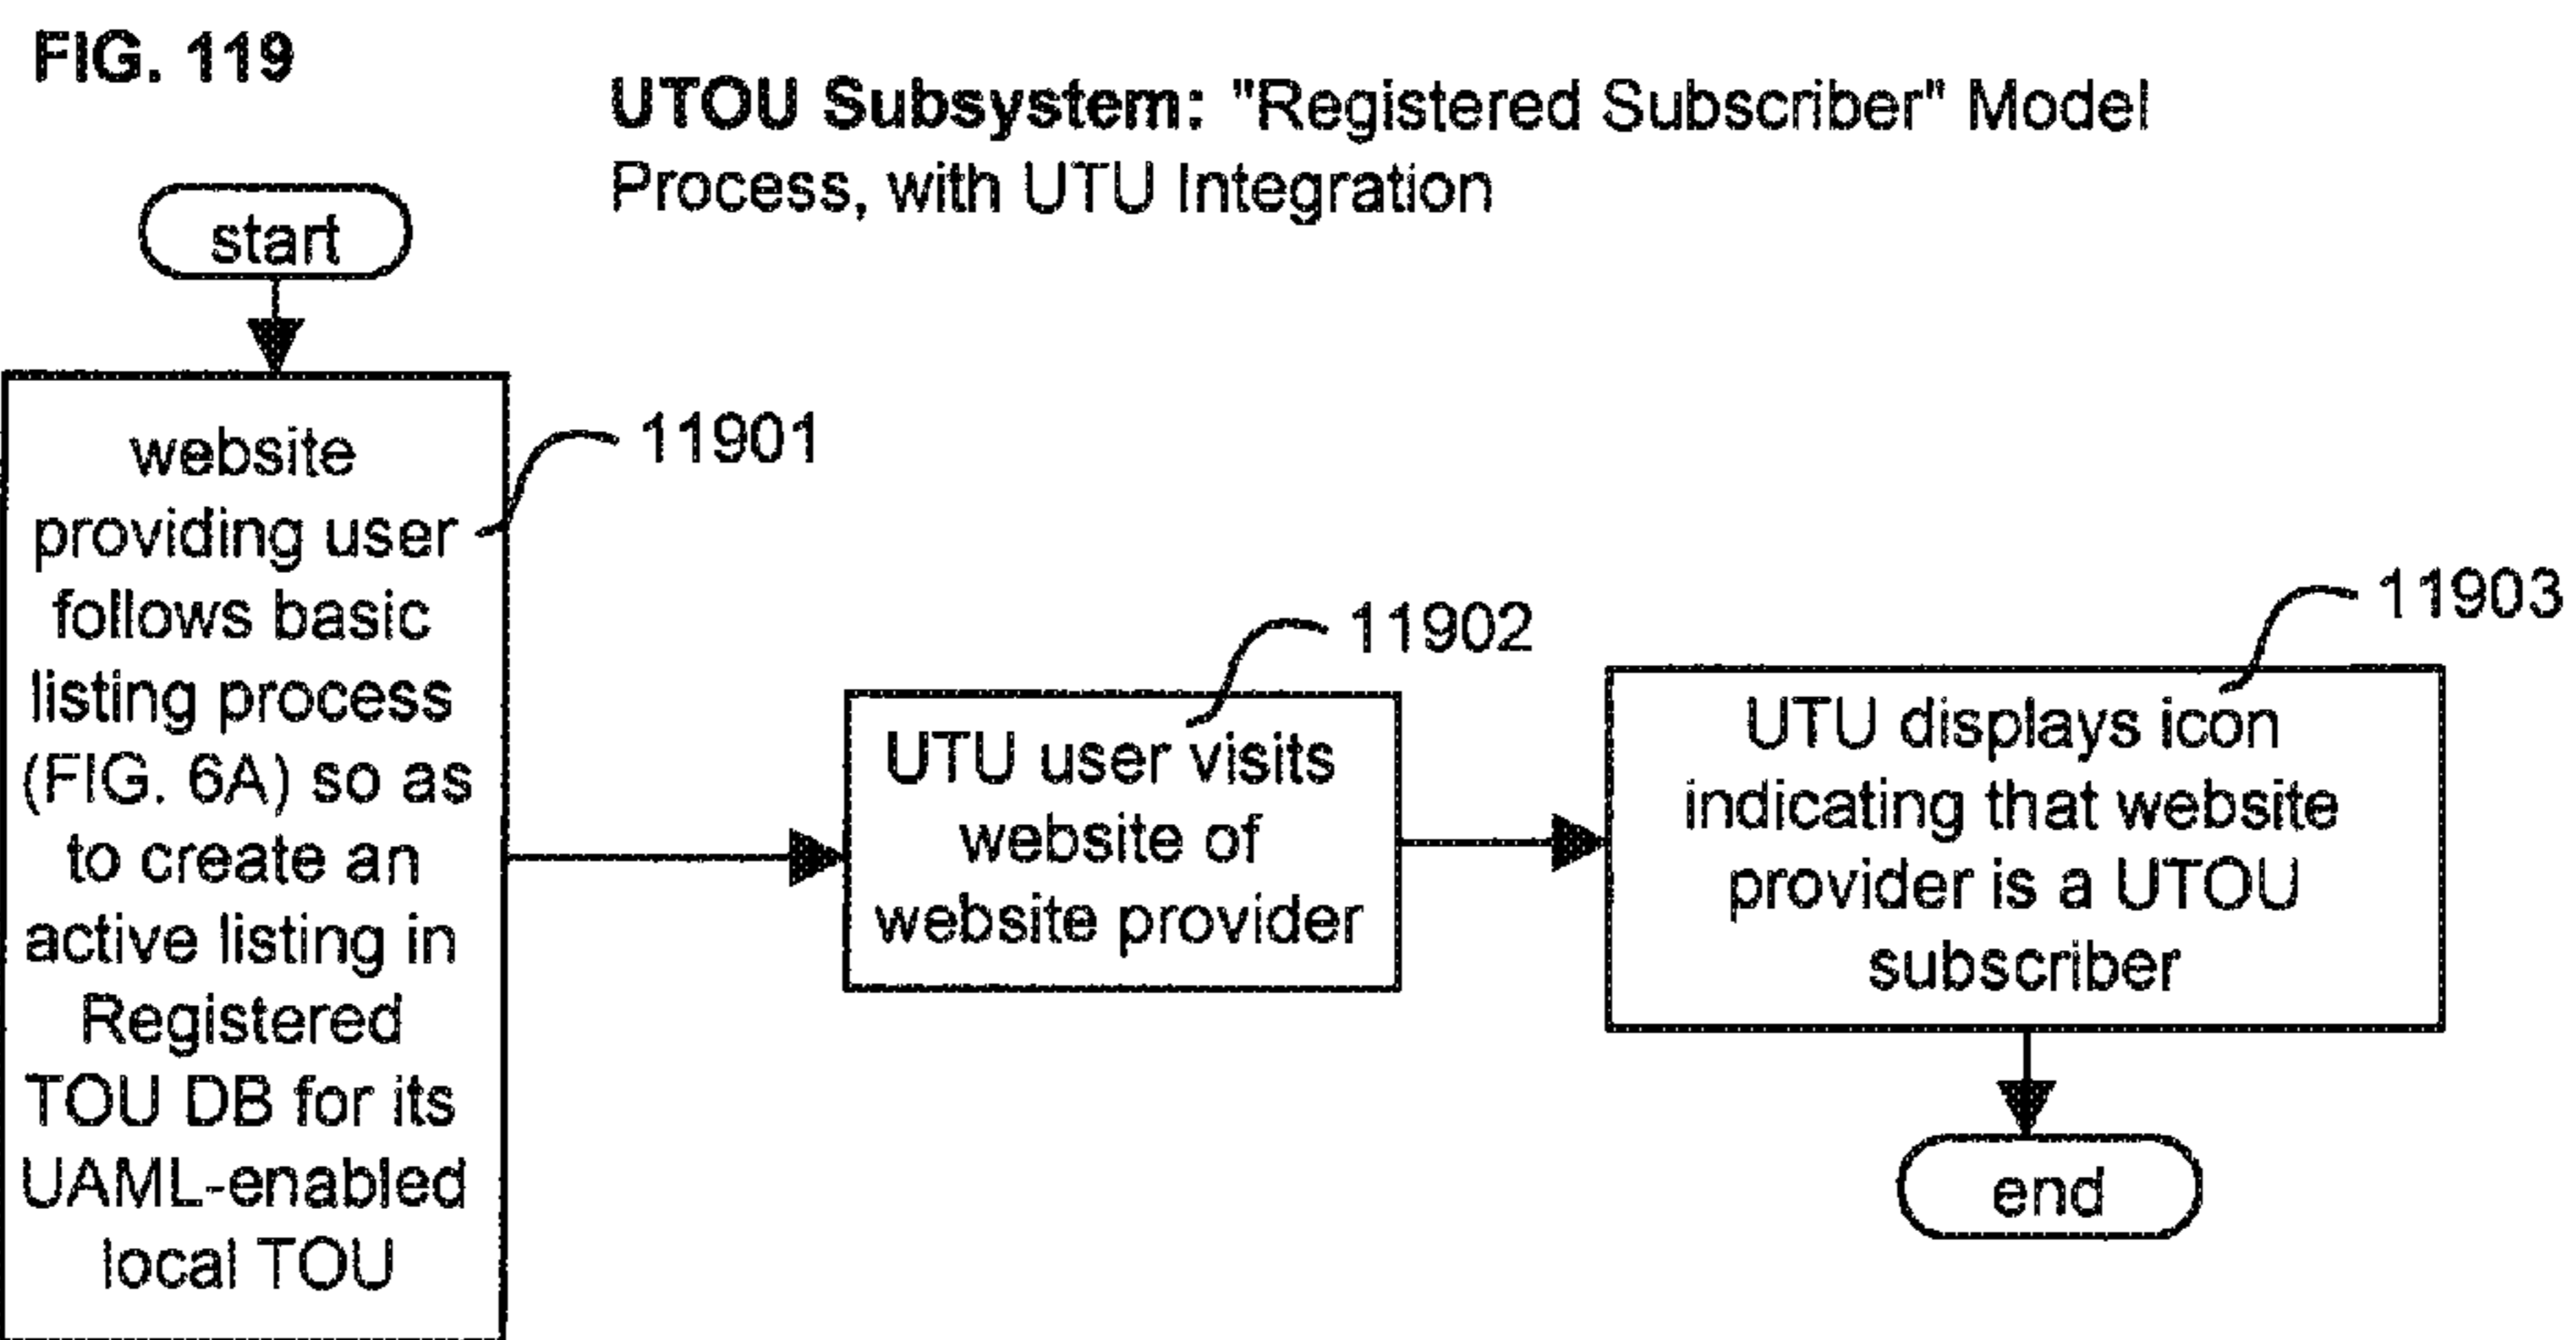 FIG. 119
UTOU Subsystem: "Registered Subscriber" Model
Process, with UTU Integration
start
website
providing user
follows basic
listing process
(FIG. 6A) so as
to create an
active listing in
Registered
TOU DB for its
UAML-enabled
local TOU
11901
UTU user visits
website of
website provider
11902
UTU displays icon
indicating that website
provider is a UTOU
subscriber
11903
end